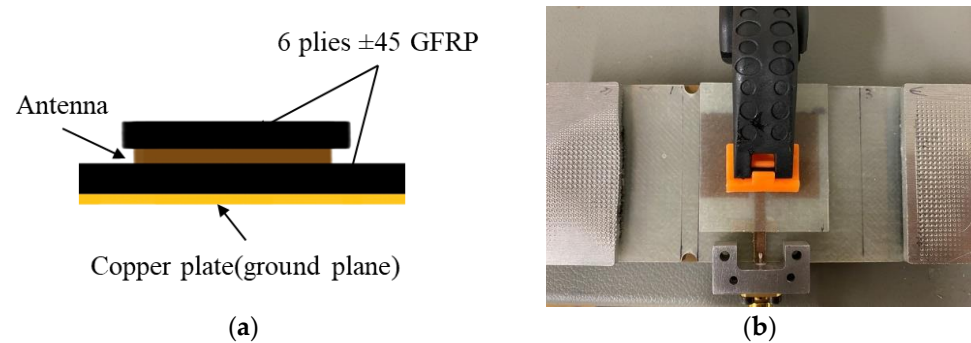 6 plies ±45 GFRP
Antenna
Copper plate(ground plane)
(a)
(b)